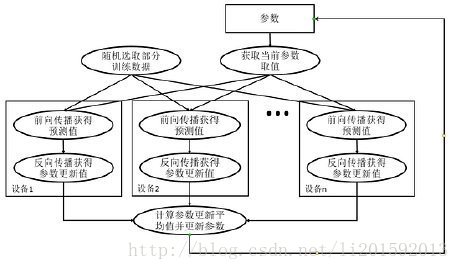 参数
随机选取部分
训练数据
获取当前参数
取值
前向传播获得
预测值
前向传播获得
预测值
前向传播获得
预测值
反向传播获得
参数更新值
反向传播获得
参数更新值
反向传播获得
参数更新值
设备1
设备2
设备n
计算参数更新平
均值并更新参数
http://blog.csdn.net/li201592013